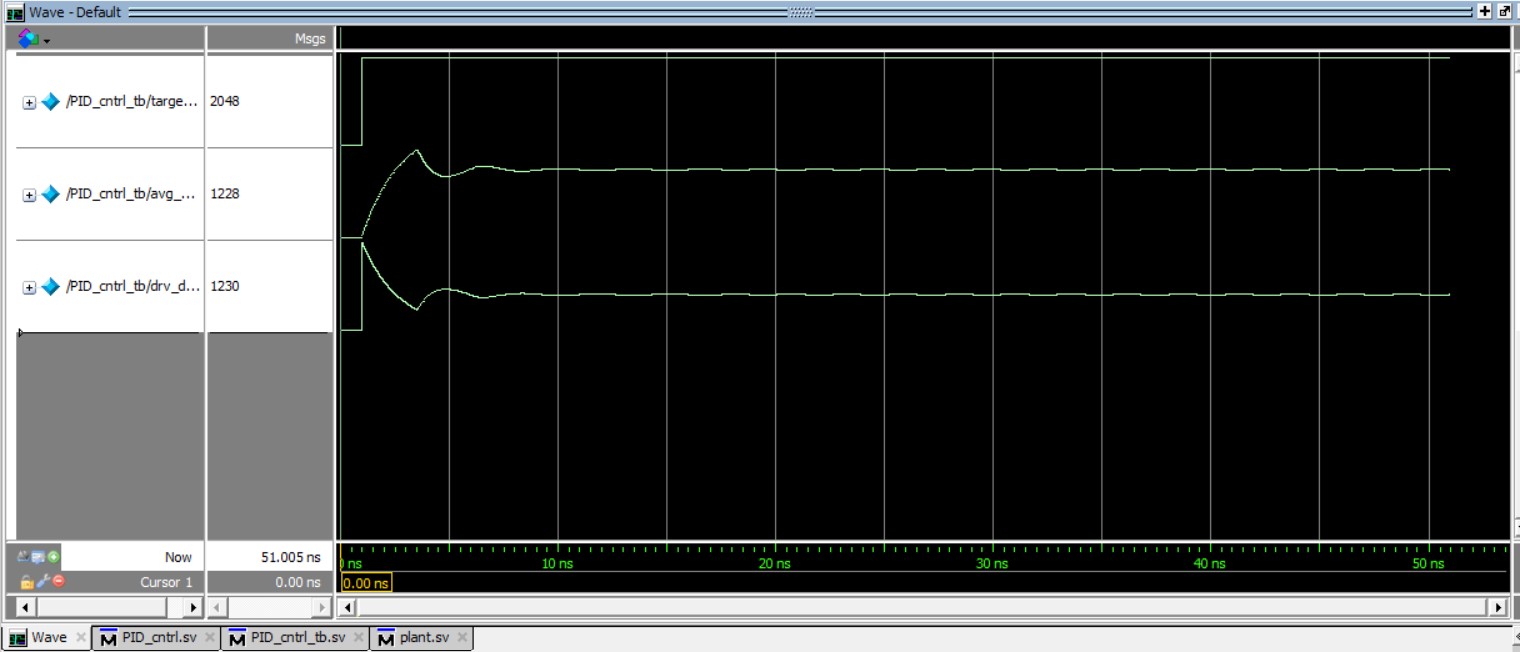 Wave - Default
Msgs
/PID_cntrl_tb/targe... 2048
/PID_cntrl_tb/avg_... 1228
/PID_cntrl_tb/drv_d... 1230
Now 51.005 ns
ns 10 ns 20 ns 30 ns 40 ns 50 ns
Cursor 1 0.00 ns 0.00 ns
Wave PID_cntrl.sv PID_cntrl_tb.sv plant.sv